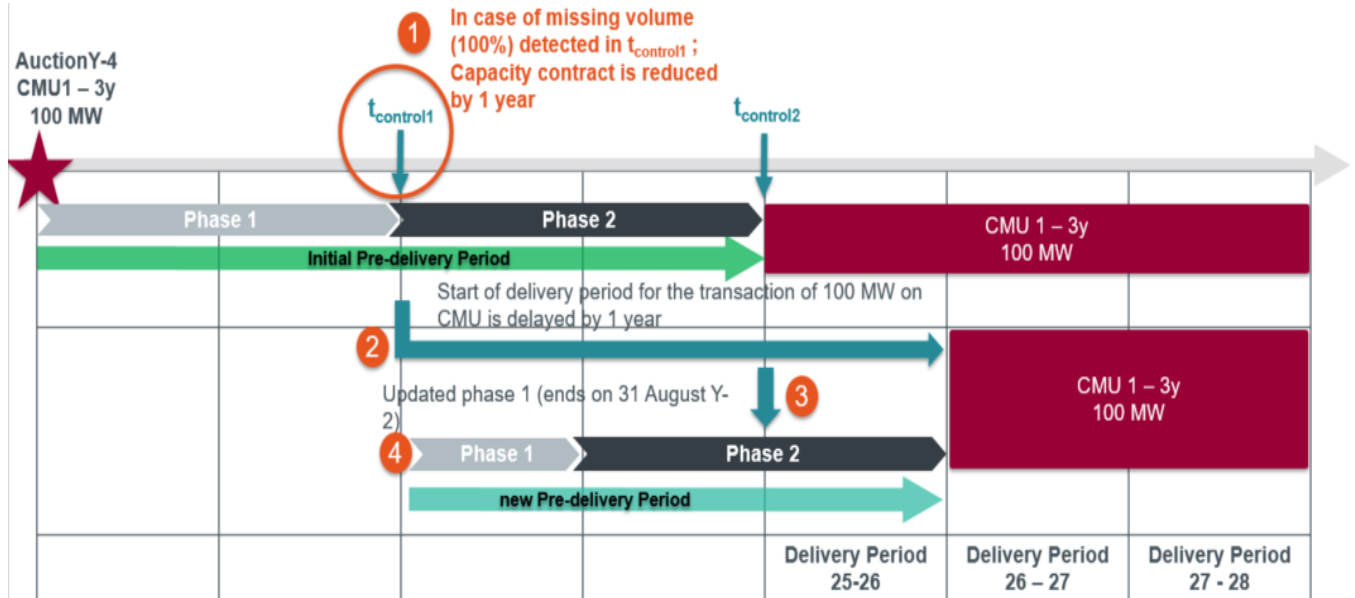 AuctionY-4
CMU1 – 3y
100 MW
1
In case of missing volume
(100%) detected in tcontrol1 ;
Capacity contract is reduced
by 1 year
tcontrol1
tcontrol2
Phase 1
Phase 2
CMU 1 – 3y
100 MW
Initial Pre-delivery Period
Start of delivery period for the transaction of 100 MW on
CMU is delayed by 1 year
2
3
CMU 1 – 3y
100 MW
Updated phase 1 (ends on 31 August Y-
2)
4
Phase 1
Phase 2
new Pre-delivery Period
Delivery Period
25-26
Delivery Period
26 – 27
Delivery Period
27 - 28